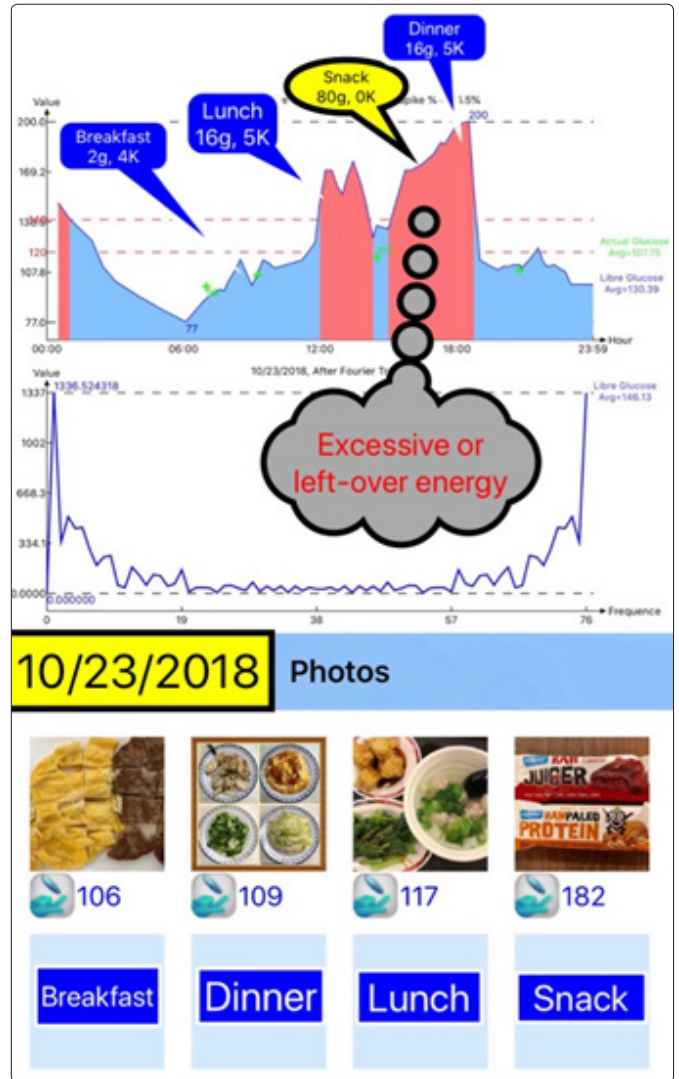 Dinner
16g, 5K
Snack
80g, 0K
pike %
.5%
Value
Lunch
16g, 5K
Breakfast
2g, 4K
200.0
200
169.2
120
107.8
77.0
77
Actual Glucose
Avg=107.75
Libre Glucose
Avg=130.39
Hour
00:00
06:00
12:00
18:00
23:59
10/23/2018, After Fourier T
Value
1336.524318
Libre Glucose
Avg=146.13
1337
1002
668.3
334.1
0.0000
0.000000
Excessive or
left-over energy
Frequence
0
19
38
57
76
10/23/2018
Photos
JUICER
PROTEIN
106
109
117
182
Breakfast
Dinner
Lunch
Snack